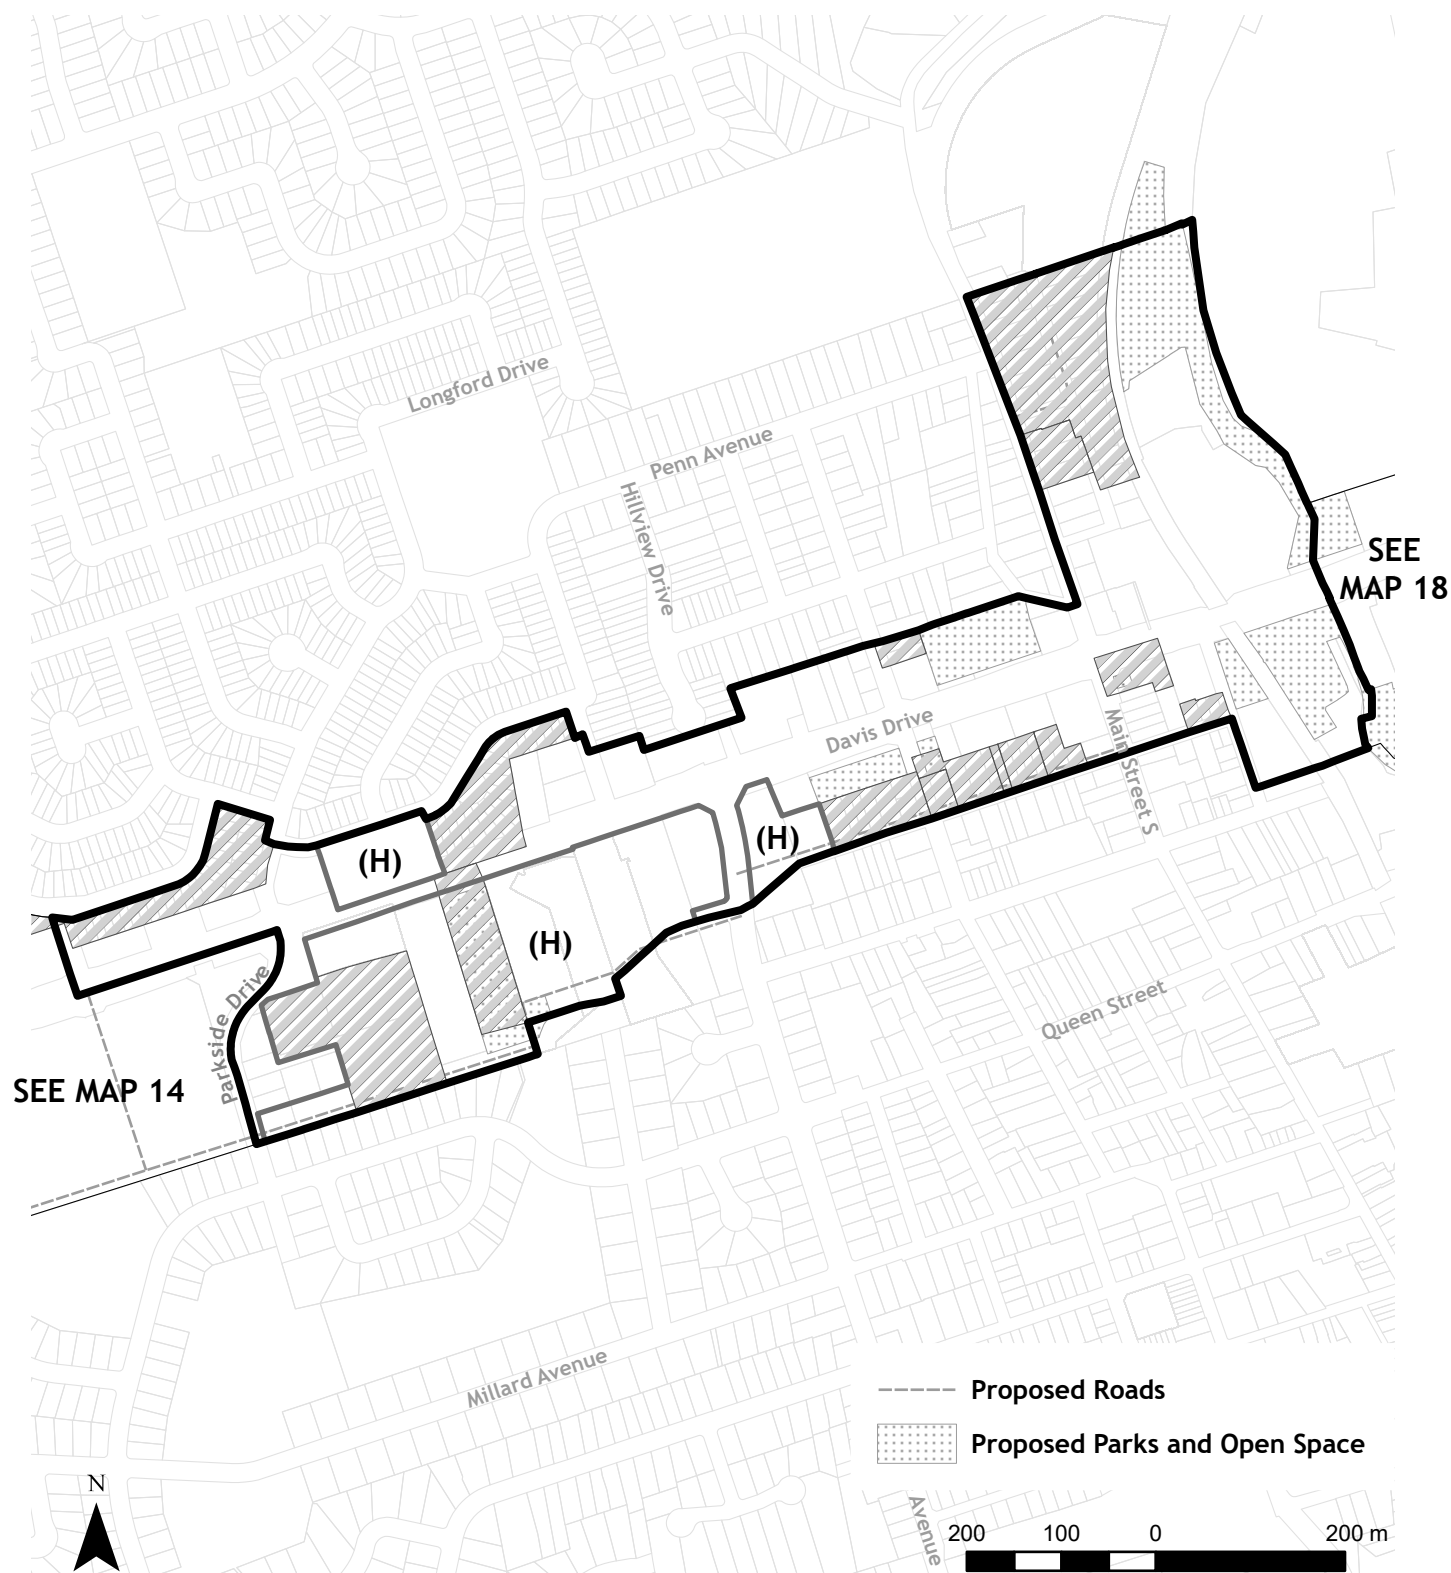 Longford Drive
Penn Avenue
Hillview Drive
SEE
MAP 18
Davis Drive
Main Street S
(H)
(H)
(H)
Parkside Drive
Queen Street
SEE MAP 14
Millard Avenue
Proposed Roads
Proposed Parks and Open Space
N
Avenue
200 100 0 200 m